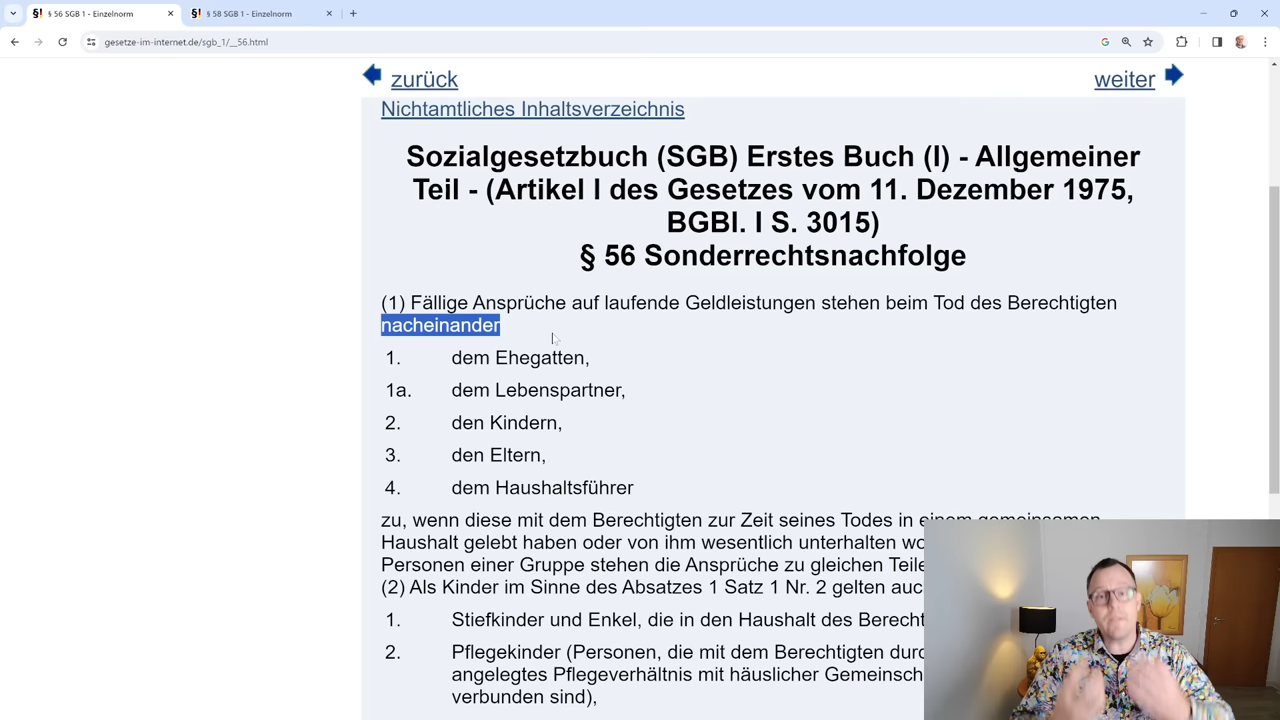 § 56 SGB 1 - Einzelnorm
§ 58 SGB 1 - Einzelnorm
gesetze-im-internet.de/sgb_1/__56.html
zurück
weiter
Nichtamtliches Inhaltsverzeichnis
Sozialgesetzbuch (SGB) Erstes Buch (I) - Allgemeiner
Teil - (Artikel I des Gesetzes vom 11. Dezember 1975,
BGBl. I S. 3015)
§ 56 Sonderrechtsnachfolge
(1) Fällige Ansprüche auf laufende Geldleistungen stehen beim Tod des Berechtigten
nacheinander
1. dem Ehegatten,
1a. dem Lebenspartner,
2. den Kindern,
3. den Eltern,
4. dem Haushaltsführer
zu, wenn diese mit dem Berechtigten zur Zeit seines Todes in einem gemeinsamen
Haushalt gelebt haben oder von ihm wesentlich unterhalten
Personen einer Gruppe stehen die Ansprüche zu gleichen
(2) Als Kinder im Sinne des Absatzes 1 Satz 1 Nr. 2 gelten
1. Stiefkinder und Enkel, die in den Haushalt des
2. Pflegekinder (Personen, die mit dem Berechtigten
angelegtes Pflegeverhältnis mit häuslicher
verbunden sind),